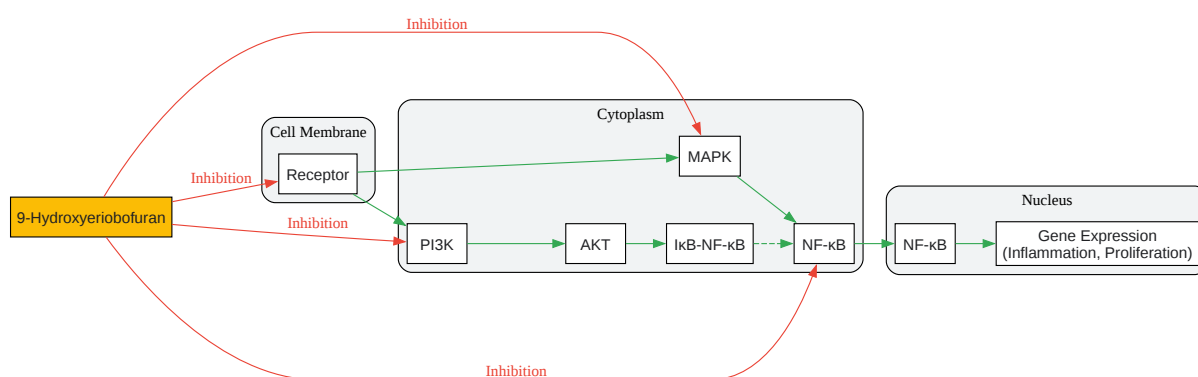 Inhibition
Cytoplasm
Cell Membrane
MAPK
Receptor
Inhibition
Nucleus
9-Hydroxyeriobofuran
Inhibition
PI3K
AKT
IκB-NF-κB
NF-κB
NF-κB
Gene Expression
(Inflammation, Proliferation)
Inhibition